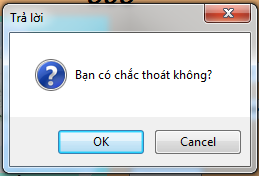 Trả lời
Bạn có chắc thoát không?
OK
Cancel